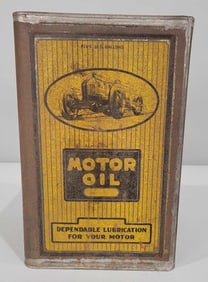 MOTOR
OIL
DEPENDABLE LUBRICATION
FOR YOUR MOTOR